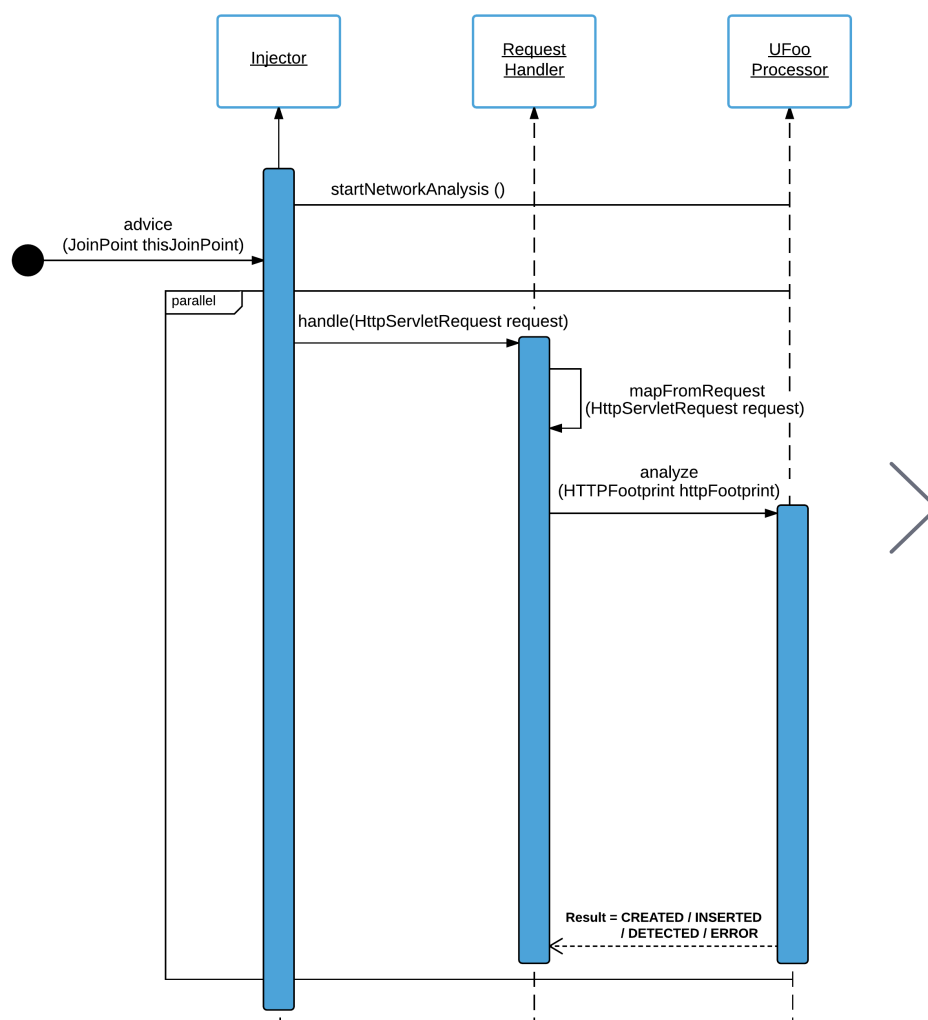 Injector
Request
Handler
UFoo
Processor
startNetworkAnalysis ()
advice
(JoinPoint thisJoinPoint)
parallel
handle(HttpServletRequest request)
mapFromRequest
(HttpServletRequest request)
analyze
(HTTPFootprint httpFootprint)
Result = CREATED / INSERTED
/ DETECTED / ERROR